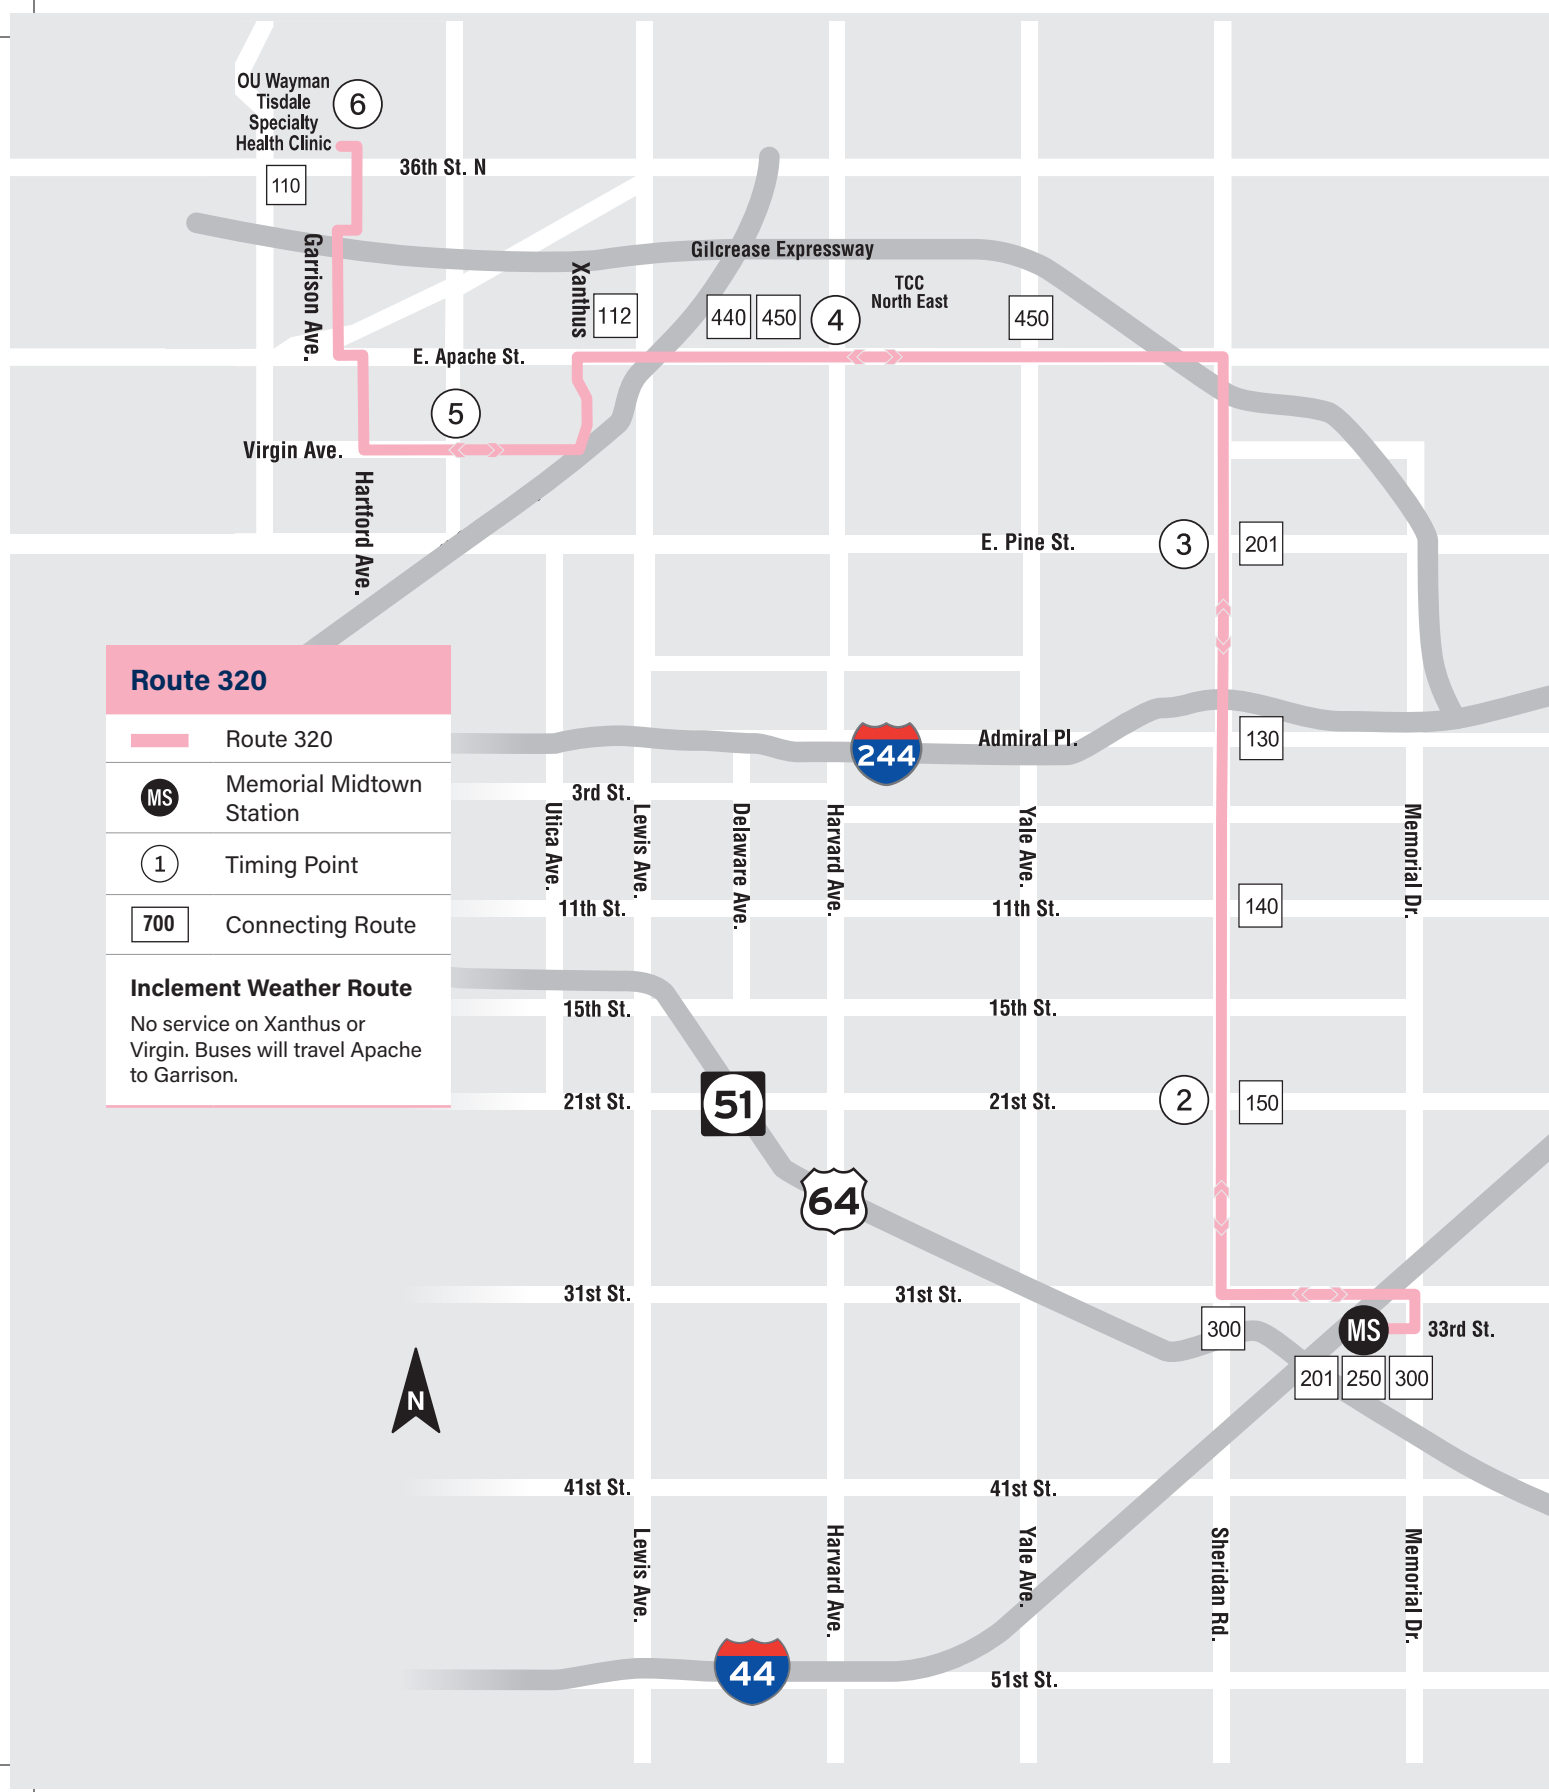 OU Wayman
Tisdale
Specialty
Health Clinic
6
110
36th St. N
Garrison Ave.
Gilcrease Expressway
Xanthus
112
440
450
4
TCC
North East
450
E. Apache St.
5
Virgin Ave.
Hartford Ave.
E. Pine St.
3
201
Route 320
Route 320
MS
Memorial Midtown
Station
1
Timing Point
700
Connecting Route
Inclement Weather Route
No service on Xanthus or
Virgin. Buses will travel Apache
to Garrison.
244
Admiral Pl.
130
3rd St.
Utica Ave.
Lewis Ave.
Delaware Ave.
Harvard Ave.
Yale Ave.
Memorial Dr.
11th St.
11th St.
140
15th St.
15th St.
21st St.
51
21st St.
2
150
64
31st St.
31st St.
300
MS
33rd St.
201
250
300
N
41st St.
41st St.
Lewis Ave.
Harvard Ave.
Yale Ave.
Sheridan Rd.
Memorial Dr.
44
51st St.